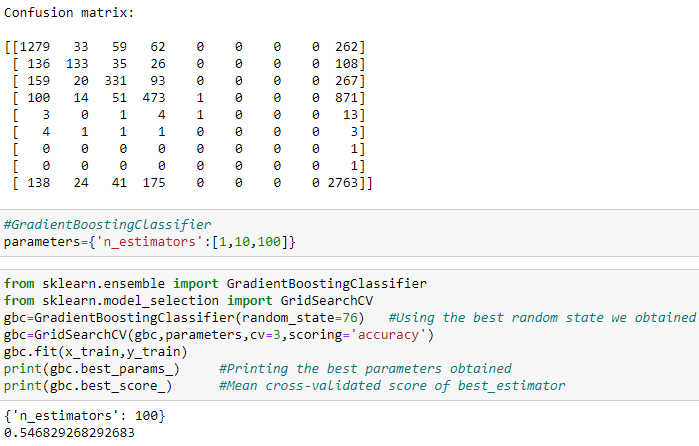 Confusion matrix:
[[1279 33 59 62 0 0 0 0 262]
[ 136 133 35 26 0 0 0 0 108]
[ 159 20 331 93 0 0 0 0 267]
[ 100 14 51 473 1 0 0 0 871]
[ 3 0 1 4 1 0 0 0 13]
[ 4 1 1 1 0 0 0 0 3]
[ 0 0 0 0 0 0 0 0 1]
[ 0 0 0 0 0 0 0 0 1]
[ 138 24 41 175 0 0 0 0 2763]]
#GradientBoostingClassifier
parameters={'n_estimators':[1,10,100]}
from sklearn.ensemble import GradientBoostingClassifier
from sklearn.model_selection import GridSearchCV
gbc=GradientBoostingClassifier(random_state=76) #Using the best random state we obtained
gbc=GridSearchCV(gbc,parameters,cv=3,scoring='accuracy')
gbc.fit(x_train,y_train)
print(gbc.best_params_) #Printing the best parameters obtained
print(gbc.best_score_) #Mean cross-validated score of best_estimator
{'n_estimators': 100}
0.546829268292683